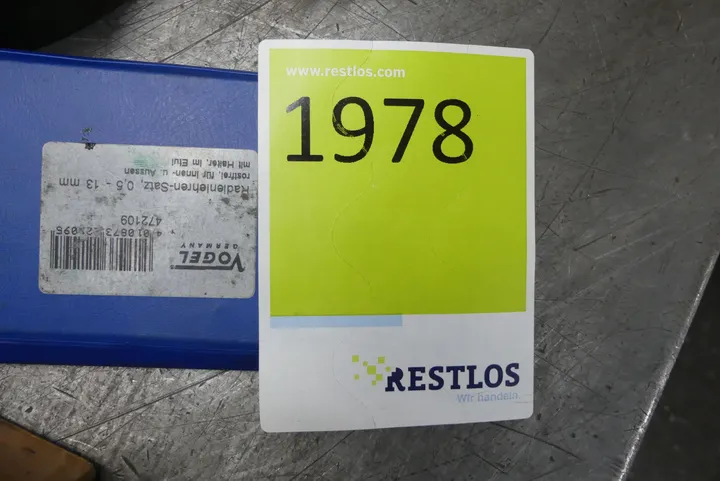 www.restlos.com
1978
RESTLOS
Wir handeln.
VOGEL
GERMANY
472109
Radienlehren-Satz, 0,5 - 13 mm
rostfrei, für Innen- u. Aussen
mit Halter, im Etui